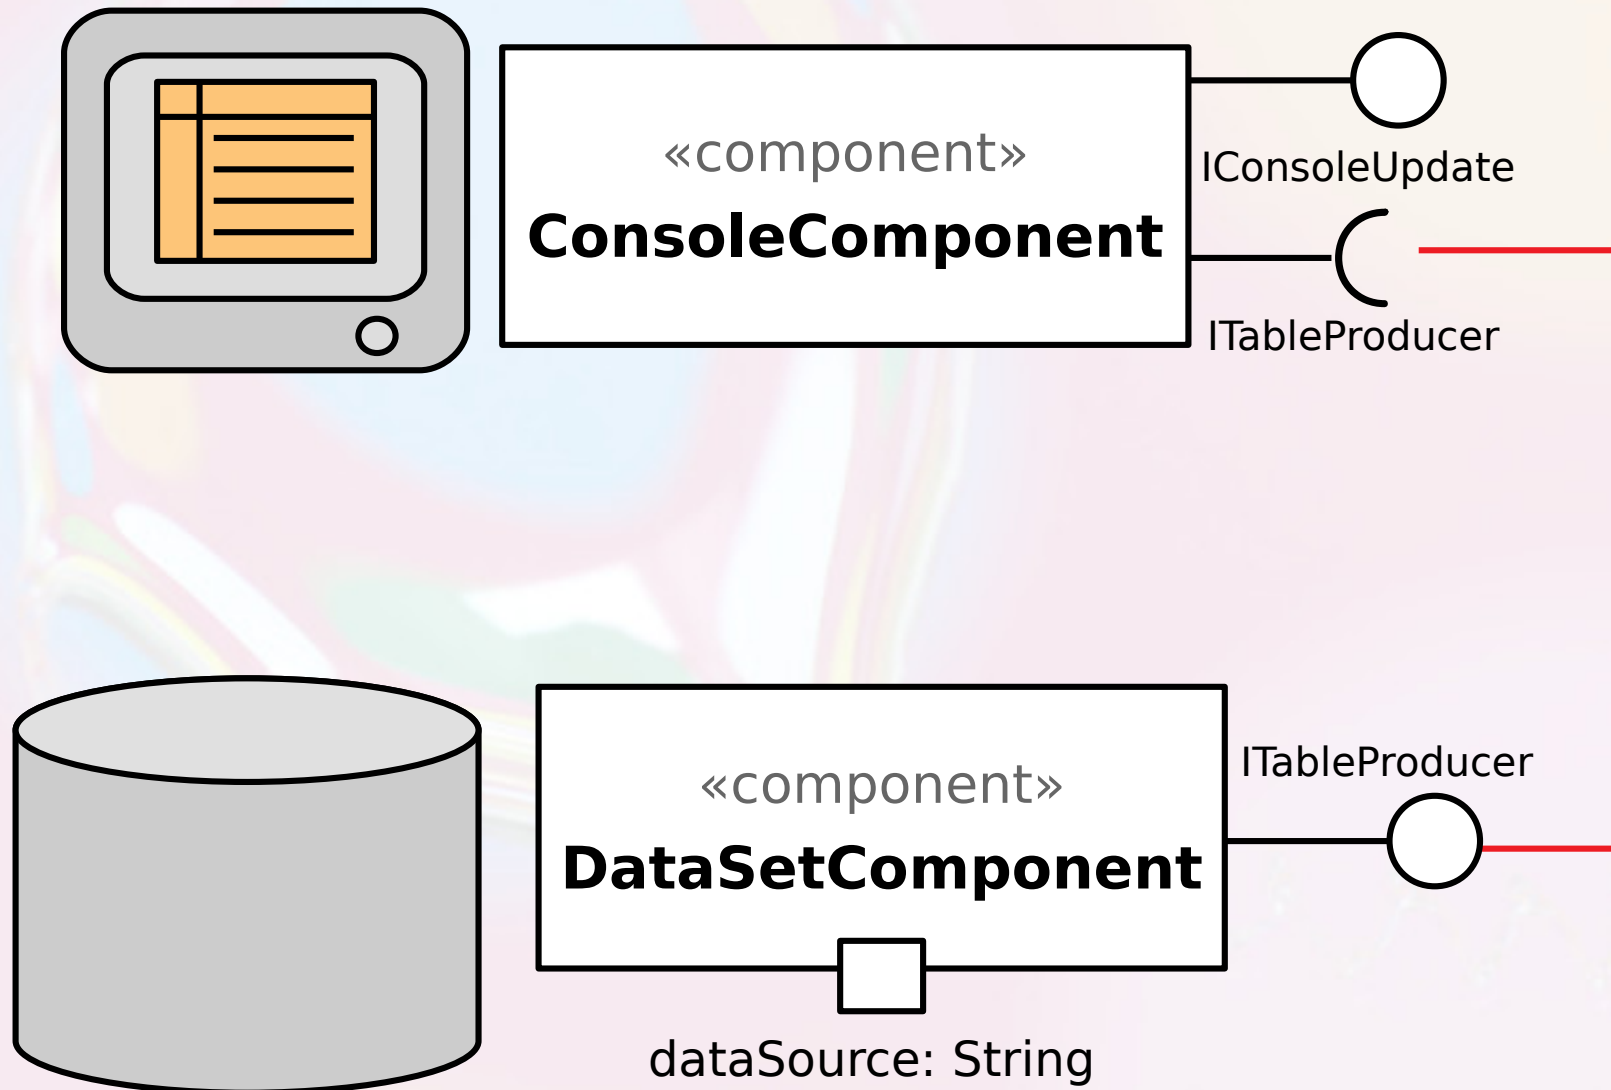 «component»
ConsoleComponent
IConsoleUpdate
ITableProducer
«component»
DataSetComponent
ITableProducer
dataSource: String